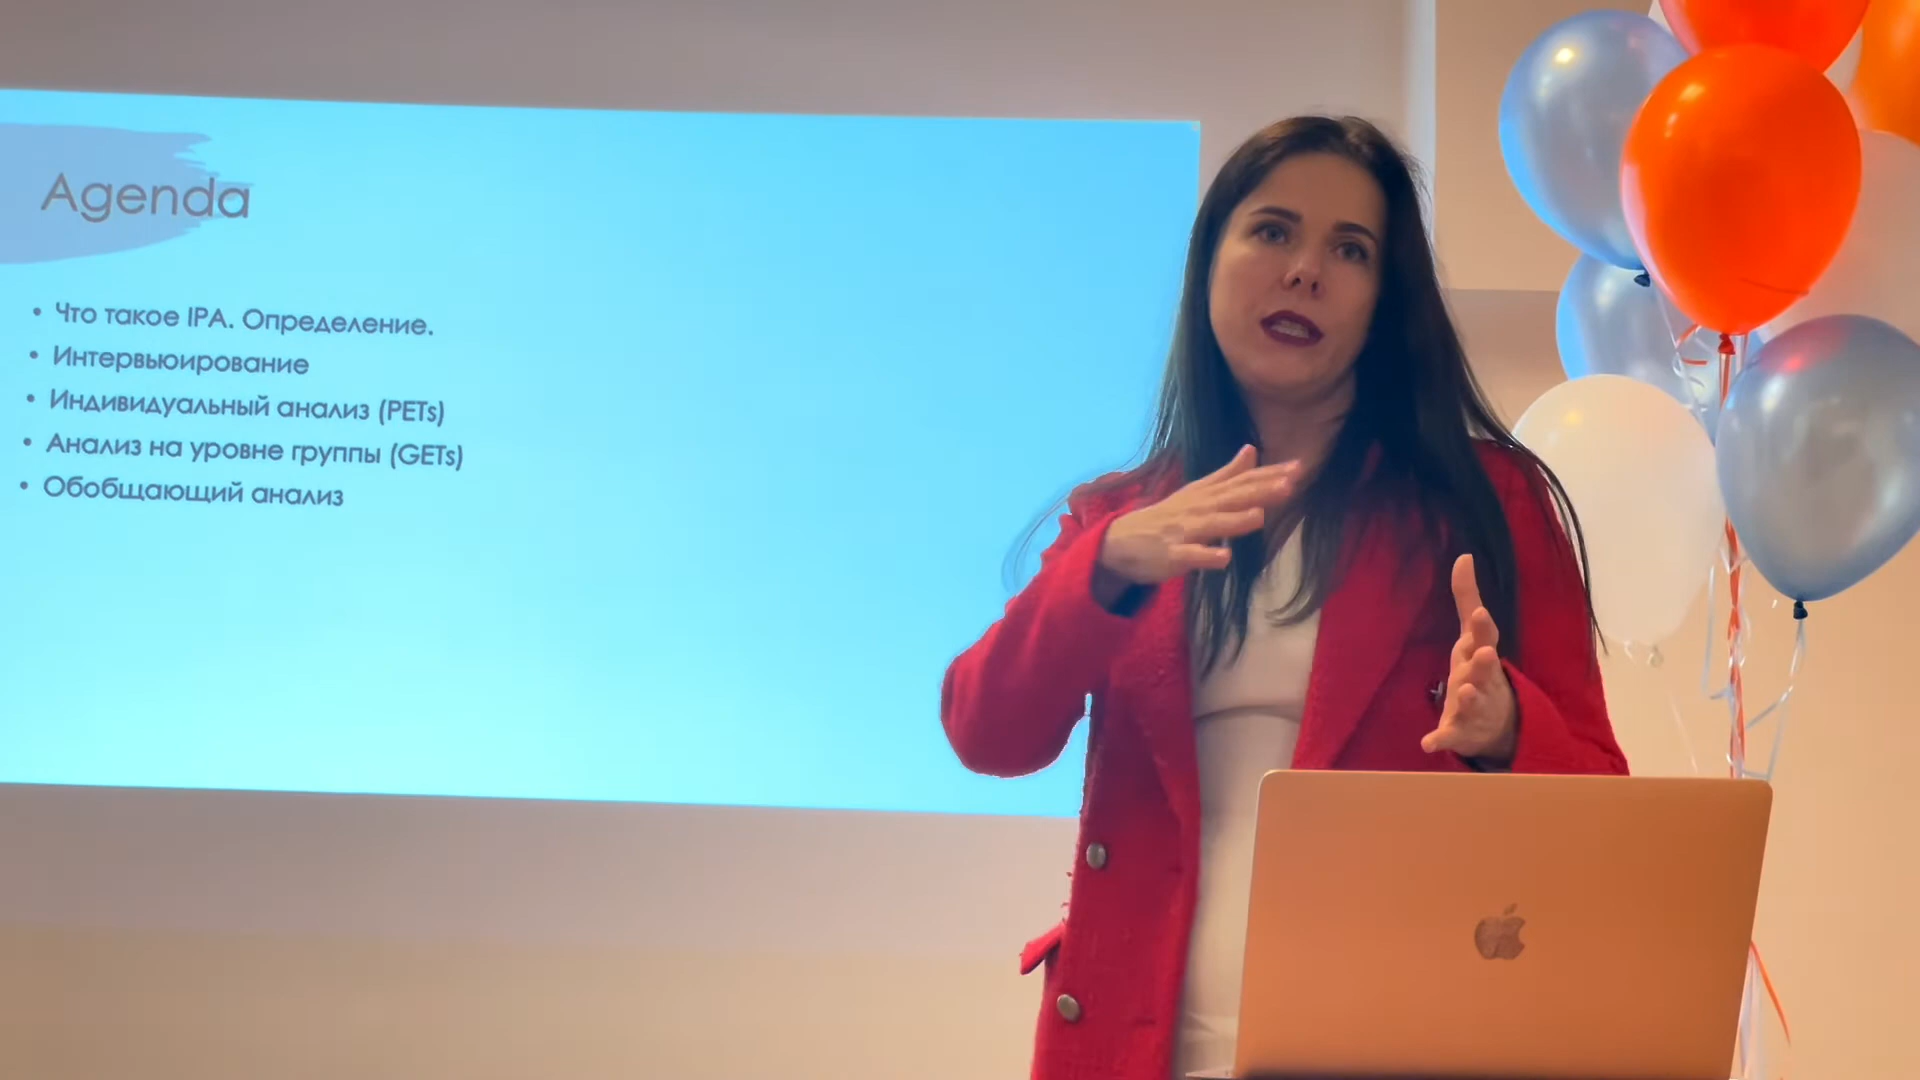 Agenda
• Что такое IPA. Определение.
• Интервьюирование
• Индивидуальный анализ (PETs)
• Анализ на уровне группы (GETs)
• Обобщающий анализ